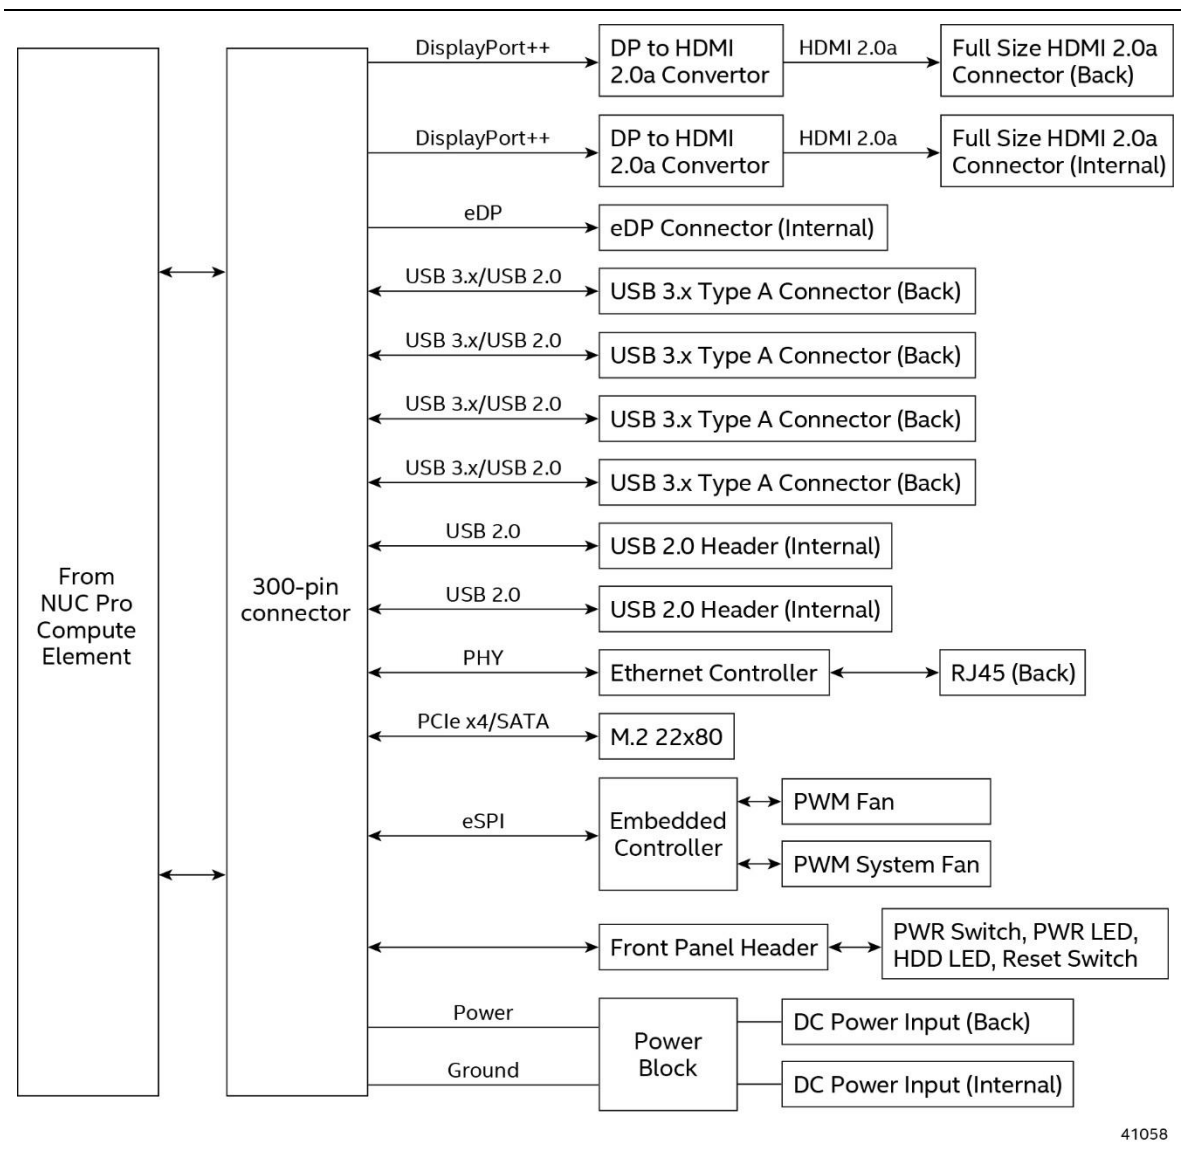 DisplayPort++
DP to HDMI
2.0a Convertor
HDMI 2.0a
Full Size HDMI 2.0a
Connector (Back)
DisplayPort++
DP to HDMI
2.0a Convertor
HDMI 2.0a
Full Size HDMI 2.0a
Connector (Internal)
eDP
eDP Connector (Internal)
USB 3.x/USB 2.0
USB 3.x Type A Connector (Back)
USB 3.x/USB 2.0
USB 3.x Type A Connector (Back)
USB 3.x/USB 2.0
USB 3.x Type A Connector (Back)
USB 3.x/USB 2.0
USB 3.x Type A Connector (Back)
USB 2.0
USB 2.0 Header (Internal)
From
NUC Pro
Compute
Element
300-pin
connector
USB 2.0
USB 2.0 Header (Internal)
PHY
Ethernet Controller
RJ45 (Back)
PCIe x4/SATA
M.2 22x80
eSPI
Embedded
Controller
PWM Fan
PWM System Fan
Front Panel Header
PWR Switch, PWR LED,
HDD LED, Reset Switch
Power
Ground
Power
Block
DC Power Input (Back)
DC Power Input (Internal)
41058